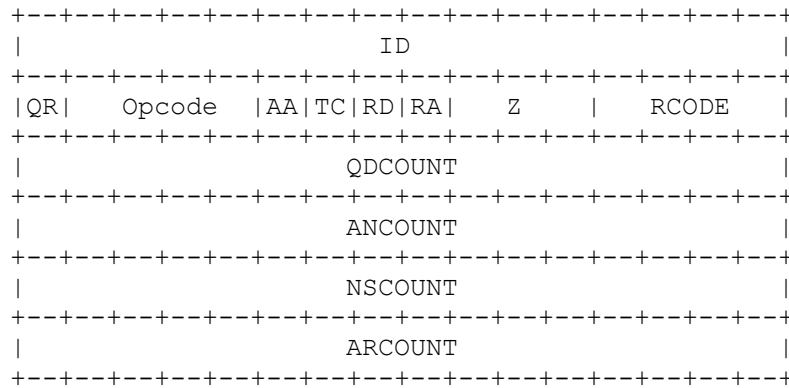 +--+--+--+--+--+--+--+--+--+--+--+--+--+--+--+--+
|                      ID                       |
+--+--+--+--+--+--+--+--+--+--+--+--+--+--+--+--+
|QR|   Opcode  |AA|TC|RD|RA|   Z    |   RCODE   |
+--+--+--+--+--+--+--+--+--+--+--+--+--+--+--+--+
|                    QDCOUNT                    |
+--+--+--+--+--+--+--+--+--+--+--+--+--+--+--+--+
|                    ANCOUNT                    |
+--+--+--+--+--+--+--+--+--+--+--+--+--+--+--+--+
|                    NSCOUNT                    |
+--+--+--+--+--+--+--+--+--+--+--+--+--+--+--+--+
|                    ARCOUNT                    |
+--+--+--+--+--+--+--+--+--+--+--+--+--+--+--+--+